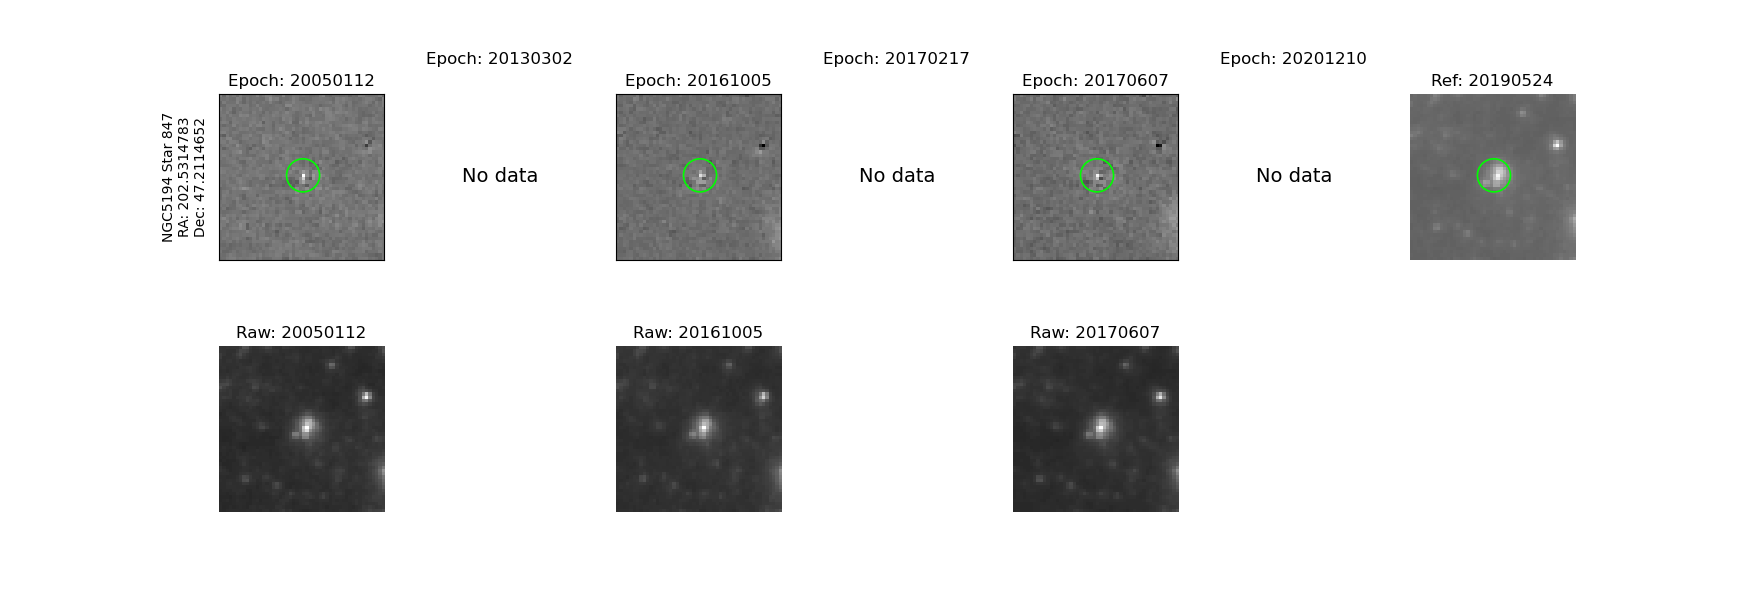 Epoch: 20130302
Epoch: 20170217
Epoch: 20201210
Epoch: 20050112
Epoch: 20161005
Epoch: 20170607
Ref: 20190524
NGC5194 Star 847
RA: 202.5314783
Dec: 47.2114652
No data
No data
No data
Raw: 20050112
Raw: 20161005
Raw: 20170607